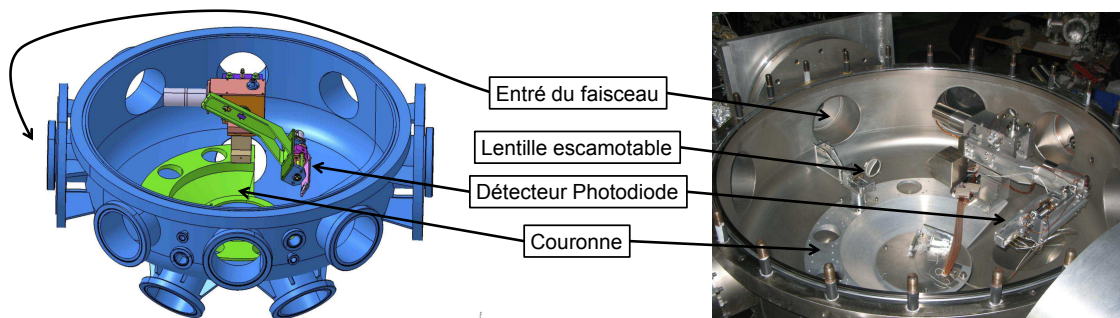 Entré du faisceau
Lentille escamotable
Détecteur Photodiode
Couronne